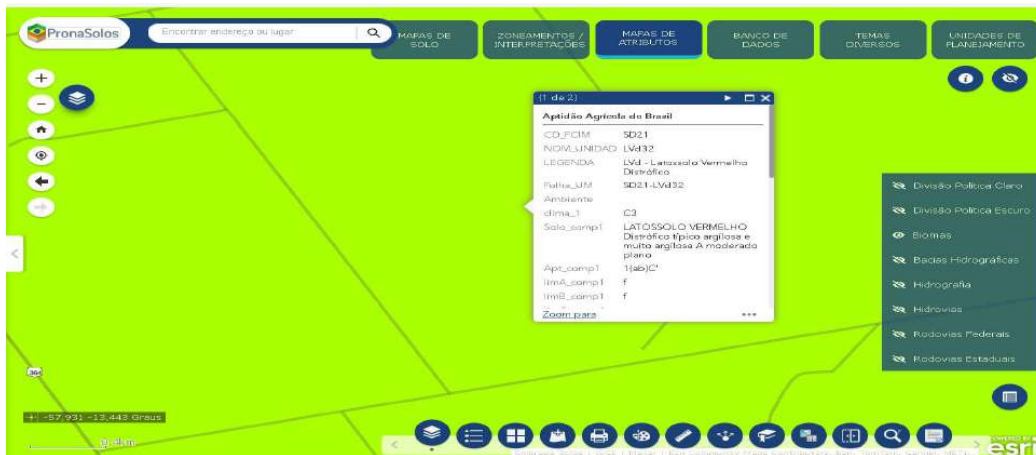 PronaSolos
Encontrar endereço ou lugar
MAPAS DE
SOLO
ZONEAMENTOS /
INTERPRETAÇÕES
MAPAS DE
ATRIBUTOS
BANCO DE
DADOS
TEMAS
DIVERSOS
UNIDADES DE
PLANEJAMENTO
(1 de 2)
Aptidão Agrícola do Brasil
CD_FCIM SD21
NOM_UNIDAD LVd32
LEGENDA LVd - Latossolo Vermelho
Distrófico
Folha_UM SD21-LVd32
Ambiente
clima_1 C3
Solo_comp1 LATOSSOLO VERMELHO
Distrófico típico argilosa e
muito argilosa A moderado
plano
Apt_comp1 1(ab)C*
limA_comp1 f
limB_comp1 f
Zoom para
Divisão Política Claro
Divisão Política Escuro
Biomas
Bacias Hidrográficas
Hidrografia
Hidrovias
Rodovias Federais
Rodovias Estaduais
364
-57,931 -13,443 Graus
POWERED BY
esri